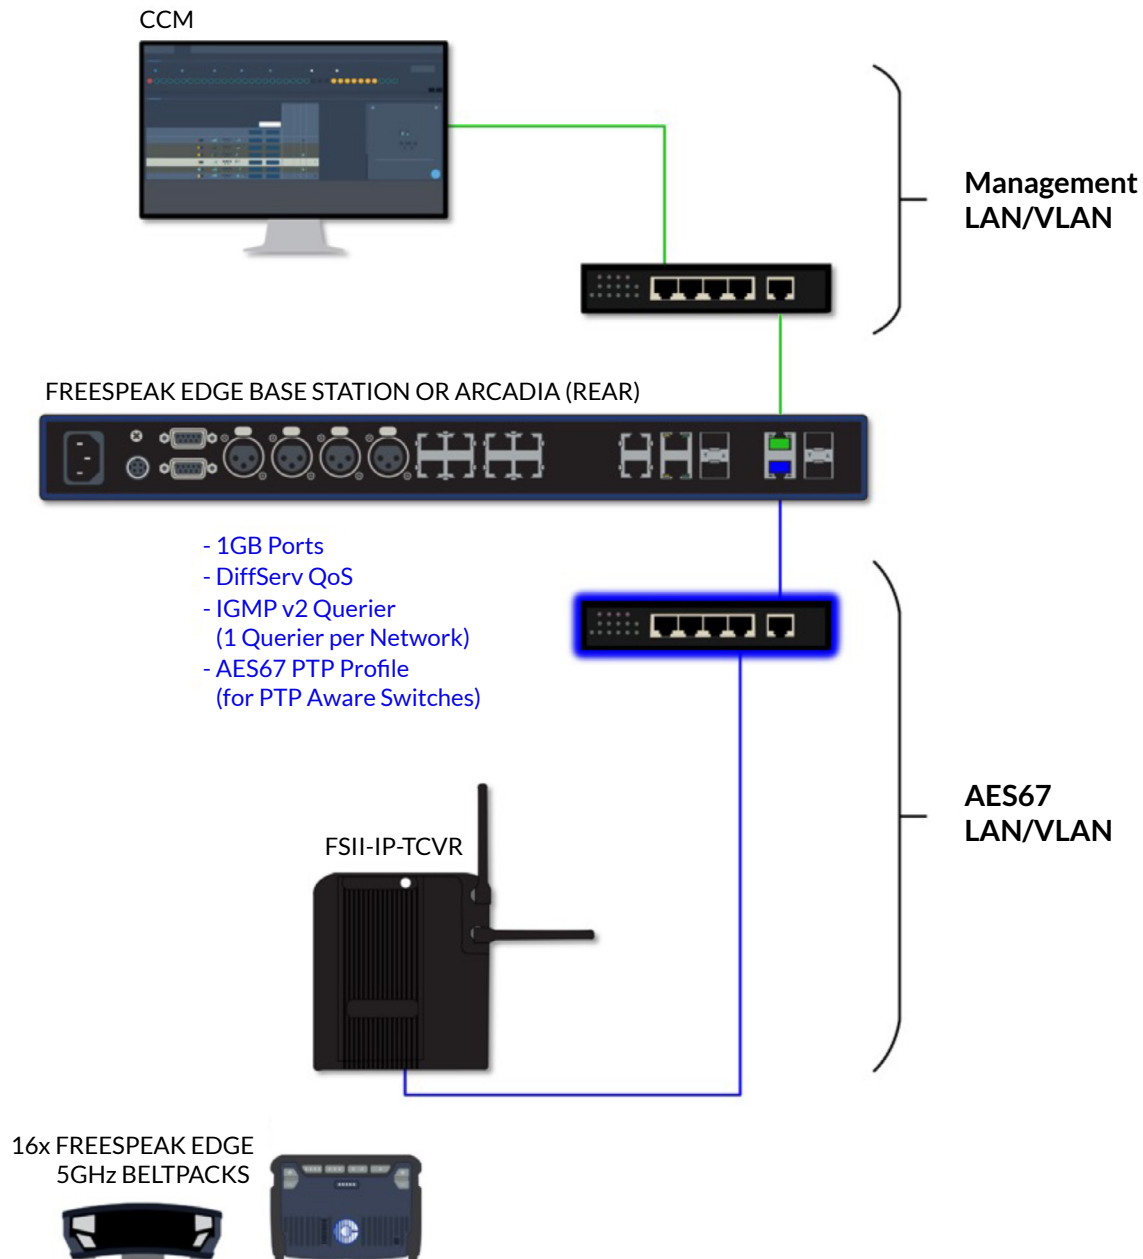 CCM
Management
LAN/VLAN
FREESPEAK EDGE BASE STATION OR ARCADIA (REAR)
- 1GB Ports
- DiffServ QoS
- IGMP v2 Querier
(1 Querier per Network)
- AES67 PTP Profile
(for PTP Aware Switches)
AES67
LAN/VLAN
FSII-IP-TCVR
16x FREESPEAK EDGE
5GHz BELTPACKS